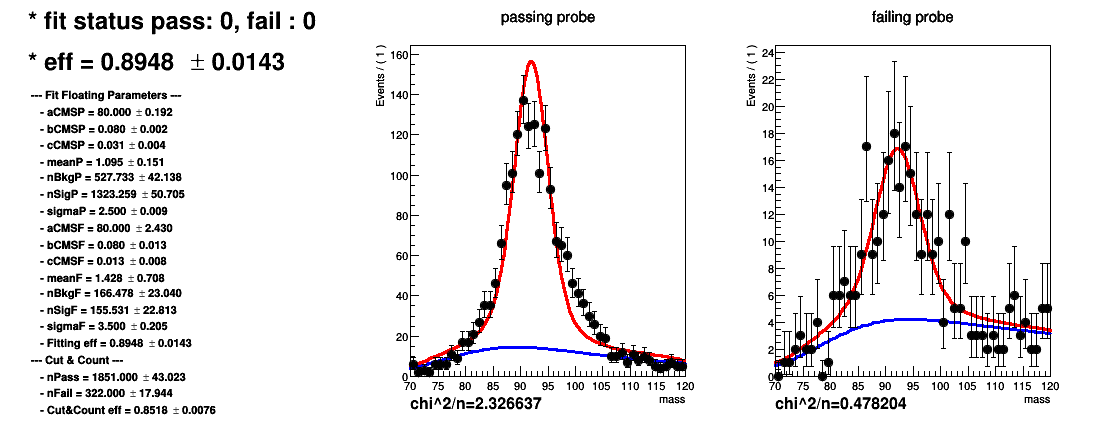 * fit status pass: 0, fail : 0
* eff = 0.8948 ± 0.0143
--- Fit Floating Parameters ---
- aCMSP = 80.000 ± 0.192
- bCMSP = 0.080 ± 0.002
- cCMSP = 0.031 ± 0.004
- meanP = 1.095 ± 0.151
- nBkgP = 527.733 ± 42.138
- nSigP = 1323.259 ± 50.705
- sigmaP = 2.500 ± 0.009
- aCMSF = 80.000 ± 2.430
- bCMSF = 0.080 ± 0.013
- cCMSF = 0.013 ± 0.008
- meanF = 1.428 ± 0.708
- nBkgF = 166.478 ± 23.040
- nSigF = 155.531 ± 22.813
- sigmaF = 3.500 ± 0.205
- Fitting eff = 0.8948 ± 0.0143
--- Cut & Count ---
- nPass = 1851.000 ± 43.023
- nFail = 322.000 ± 17.944
- Cut&Count eff = 0.8518 ± 0.0076
passing probe
Events / ( 1 )
160
140
120
100
80
60
40
20
0
70 75 80 85 90 95 100 105 110 115 120
mass
chi^2/n=2.326637
failing probe
Events / ( 1 )
24
22
20
18
16
14
12
10
8
6
4
2
0
70 75 80 85 90 95 100 105 110 115 120
mass
chi^2/n=0.478204